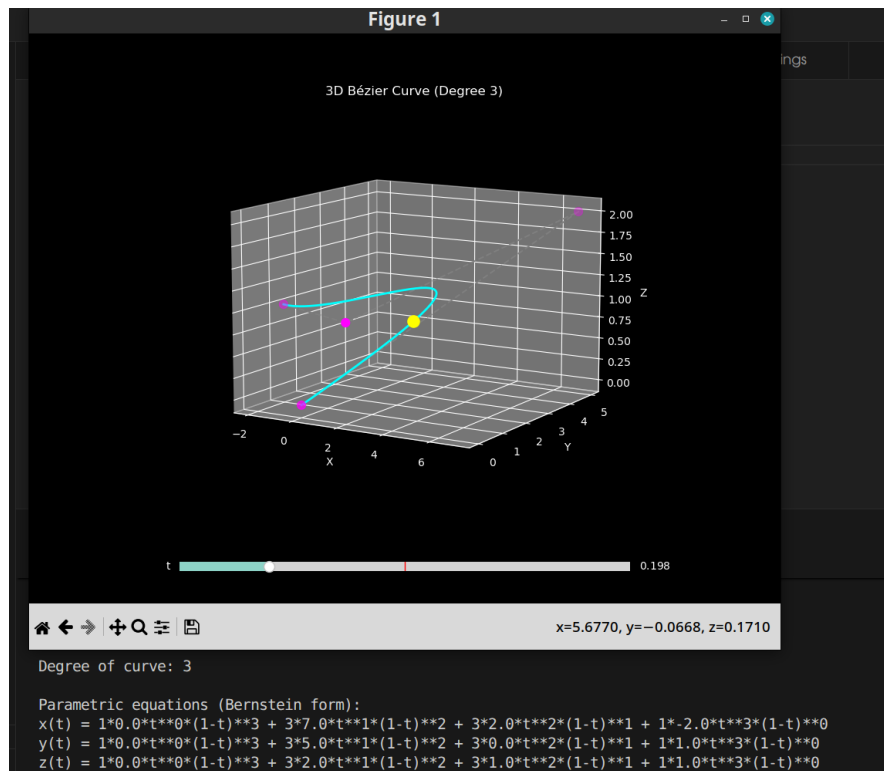 Figure 1
ings
3D Bézier Curve (Degree 3)
2.00
1.75
1.50
1.25
1.00
Z
0.75
0.50
0.25
0.00
−2
0
2
4
6
X
0
1
2
3
4
5
Y
t
0.198
x=5.6770, y=−0.0668, z=0.1710
Degree of curve: 3
Parametric equations (Bernstein form):
x(t) = 1*0.0*t**0*(1-t)**3 + 3*7.0*t**1*(1-t)**2 + 3*2.0*t**2*(1-t)**1 + 1*-2.0*t**3*(1-t)**0
y(t) = 1*0.0*t**0*(1-t)**3 + 3*5.0*t**1*(1-t)**2 + 3*0.0*t**2*(1-t)**1 + 1*1.0*t**3*(1-t)**0
z(t) = 1*0.0*t**0*(1-t)**3 + 3*2.0*t**1*(1-t)**2 + 3*1.0*t**2*(1-t)**1 + 1*1.0*t**3*(1-t)**0